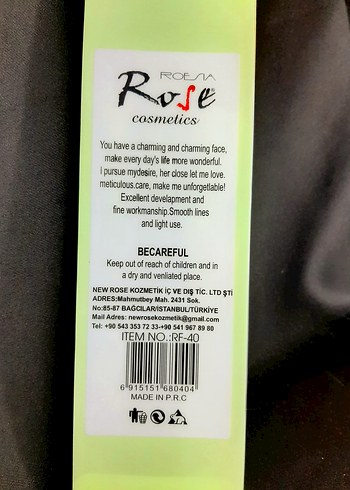 ROËSIA
Rose®
cosmetics
You have a charming and charming face,
make every day's life more wonderful.
I pursue mydesire, her close let me love.
meticulous.care, make me unforgetlable!
Excellent develapment and
fine workmanship.Smooth lines
and light use.
BECAREFUL
Keep out of reach of children and in
a dry and venliated place.
NEW ROSE KOZMETİK İÇ VE DIŞ TİC. LTD ŞTİ
ADRES:Mahmutbey Mah. 2431 Sok.
No:85-87 BAĞCILAR/İSTANBUL/TÜRKİYE
Mail Adres: newrosekozmetik@gmail.com
Tel: +90 543 353 72 33-+90 541 967 89 80
ITEM NO.:RF-40
6 915151 680404
MADE IN P.R.C